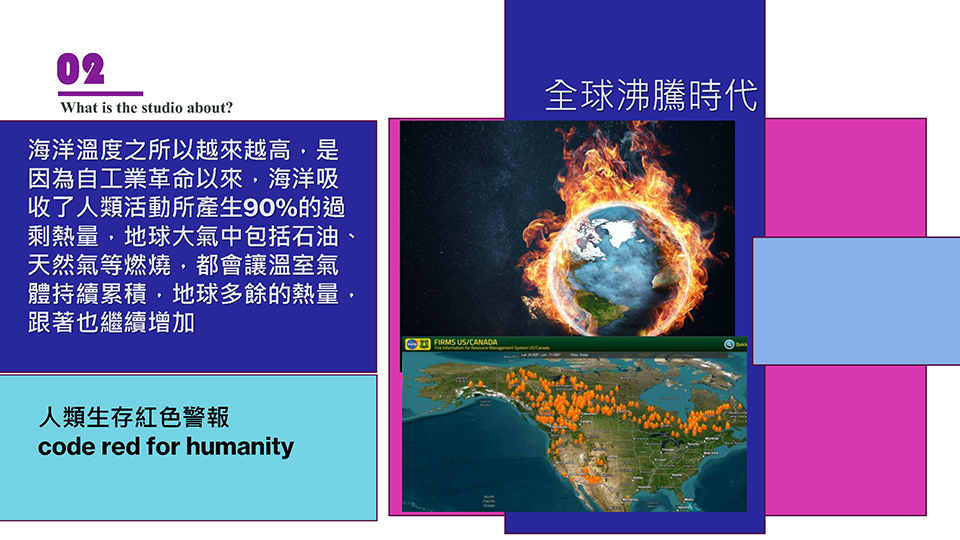 02
What is the studio about?
全球沸騰時代
海洋溫度之所以越來越高，是
因為自工業革命以來，海洋吸
收了人類活動所產生90%的過
剩熱量，地球大氣中包括石油、
天然氣等燃燒，都會讓溫室氣
體持續累積，地球多餘的熱量，
跟著也繼續增加
人類生存紅色警報
code red for humanity
FIRMS US/CANADA
Fire Information for Resource Management System US/Canada
Quick
North
Pacific
Ocean